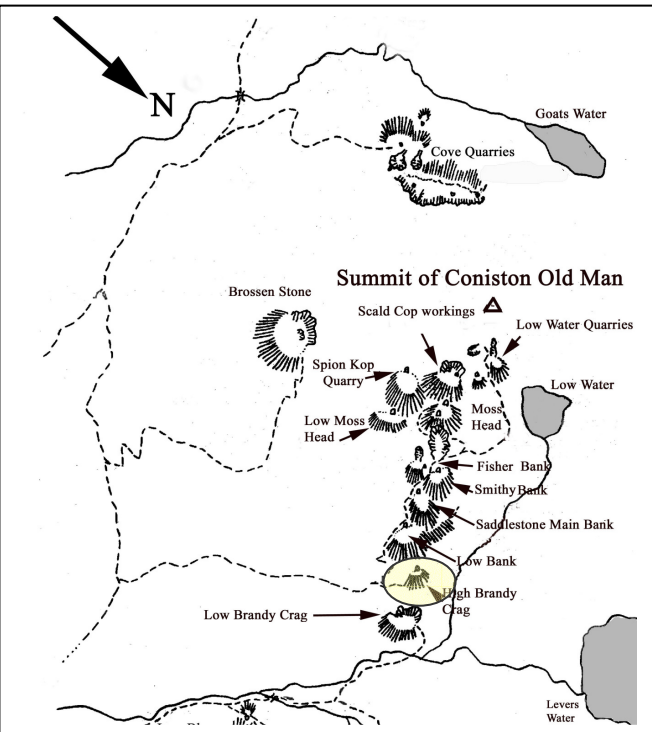 N
Goats Water
Cove Quarries
Summit of Coniston Old Man
Brossen Stone
Scald Cop workings
Low Water Quarries
Spion Kop
Quarry
Low Water
Low Moss
Head
Moss
Head
Fisher Bank
Smithy Bank
Saddlestone Main Bank
Low Bank
High Brandy
Crag
Low Brandy Crag
Levers
Water